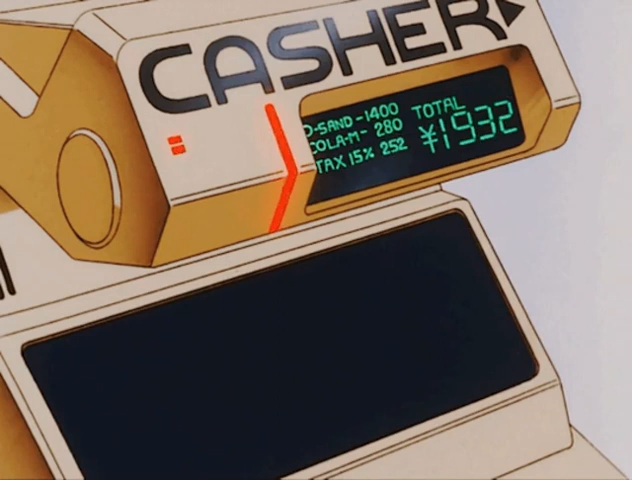 CASHER
D-SAND-1400
COLA-M- 280
TAX 15% 252
TOTAL
¥1932